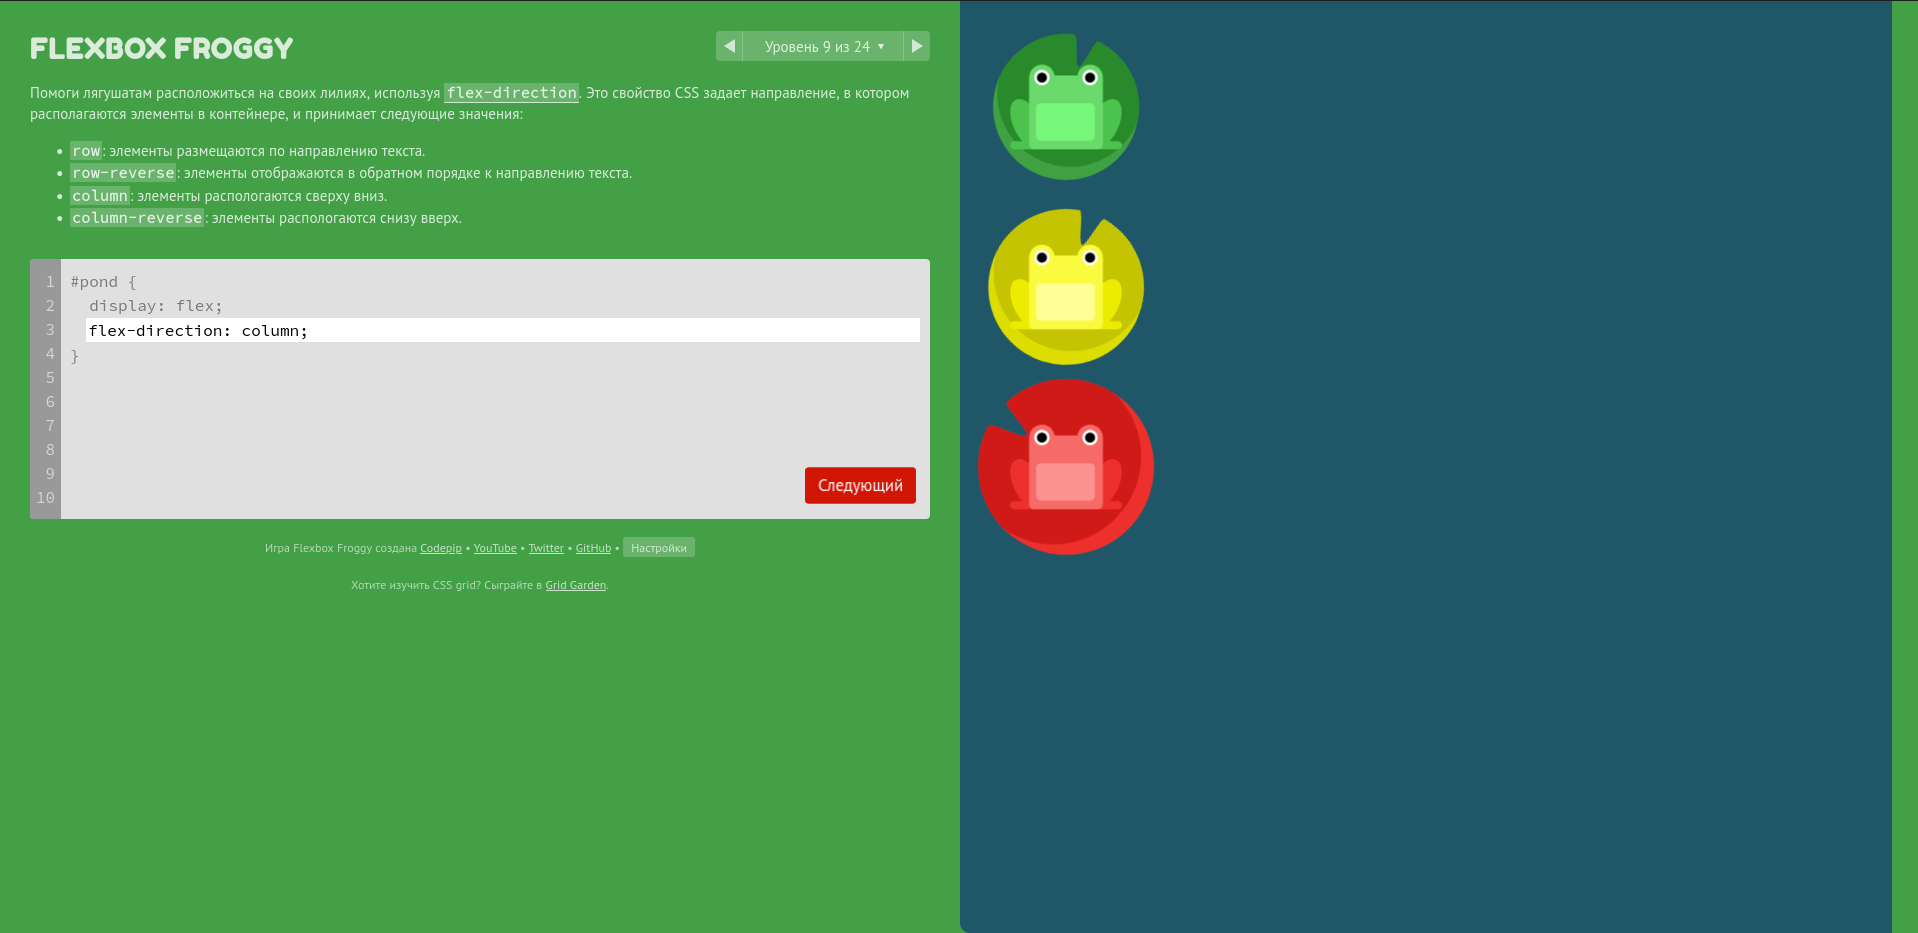 FLEXBOX FROGGY
Уровень 9 из 24 ▾
Помоги лягушатам расположиться на своих лилиях, используя flex-direction. Это свойство CSS задает направление, в котором
располагаются элементы в контейнере, и принимает следующие значения:
• row: элементы размещаются по направлению текста.
• row-reverse: элементы отображаются в обратном порядке к направлению текста.
• column: элементы распологаются сверху вниз.
• column-reverse: элементы распологаются снизу вверх.
1 #pond {
2 display: flex;
3 flex-direction: column;
4 }
5
6
7
8
9
10
Следующий
Игра Flexbox Froggy создана Codepip • YouTube • Twitter • GitHub • Настройки
Хотите изучить CSS grid? Сыграйте в Grid Garden.